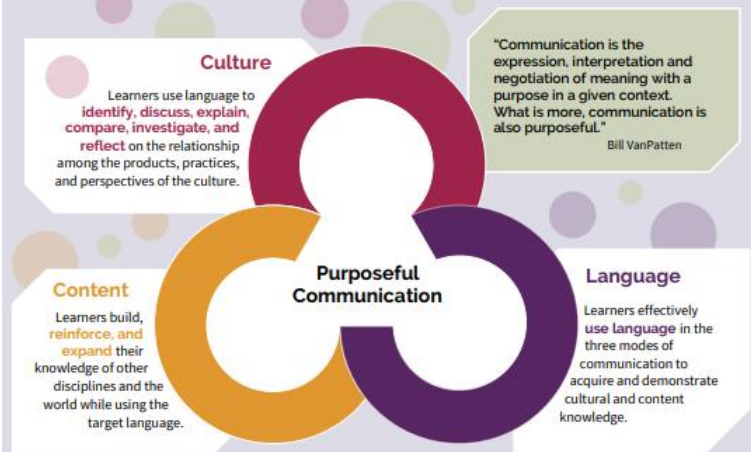 Culture
Learners use language to
identify, discuss, explain,
compare, investigate, and
reflect on the relationship
among the products, practices,
and perspectives of the culture.
“Communication is the
expression, interpretation and
negotiation of meaning with a
purpose in a given context.
What is more, communication is
also purposeful.”
Bill VanPatten
Purposeful
Communication
Content
Learners build,
reinforce, and
expand their
knowledge of other
disciplines and the
world while using the
target language.
Language
Learners effectively
use language in the
three modes of
communication to
acquire and demonstrate
cultural and content
knowledge.